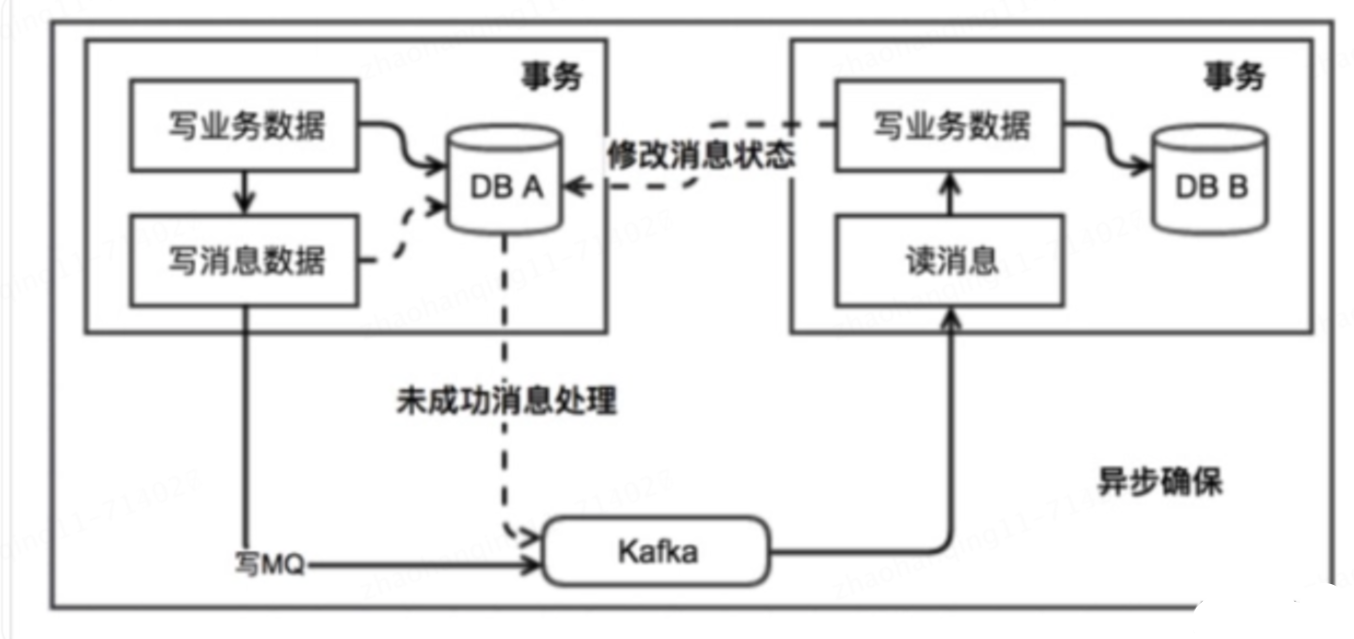 事务
写业务数据
DB A
写消息数据
修改消息状态
事务
写业务数据
DB B
读消息
未成功消息处理
异步确保
写MQ
Kafka